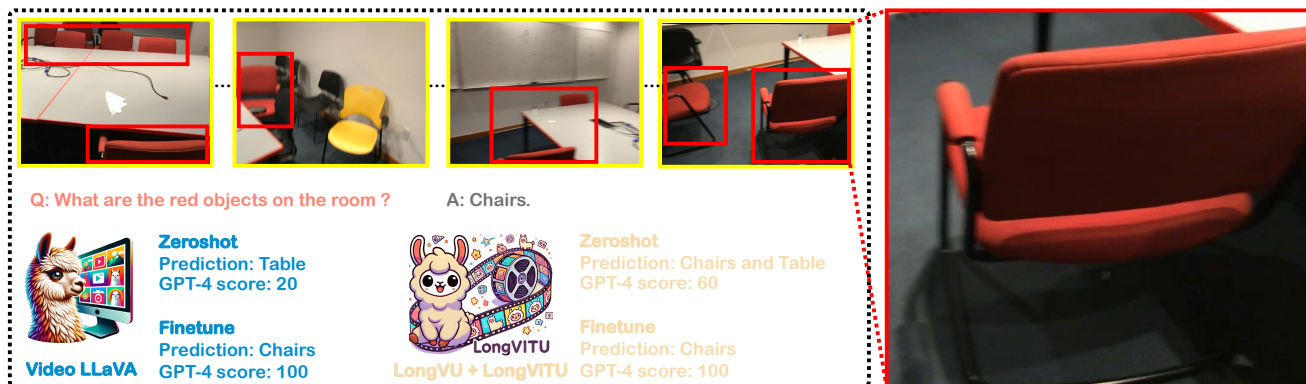 Q: What are the red objects on the room ?
A: Chairs.
Zeroshot
Prediction: Table
GPT-4 score: 20
Finetune
Prediction: Chairs
GPT-4 score: 100
Video LLaVA
Zeroshot
Prediction: Chairs and Table
GPT-4 score: 60
Finetune
Prediction: Chairs
GPT-4 score: 100
LongVITU
LongVU + LongViTU